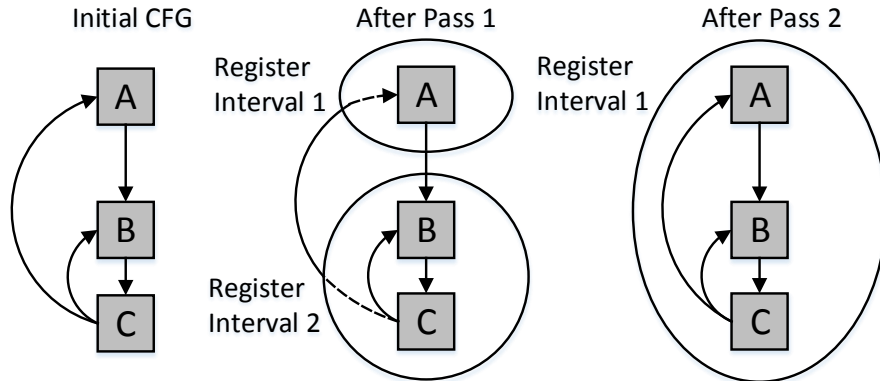 Initial CFG
A
B
C
After Pass 1
Register
Interval 1
A
B
C
Register
Interval 2
After Pass 2
Register
Interval 1
A
B
C